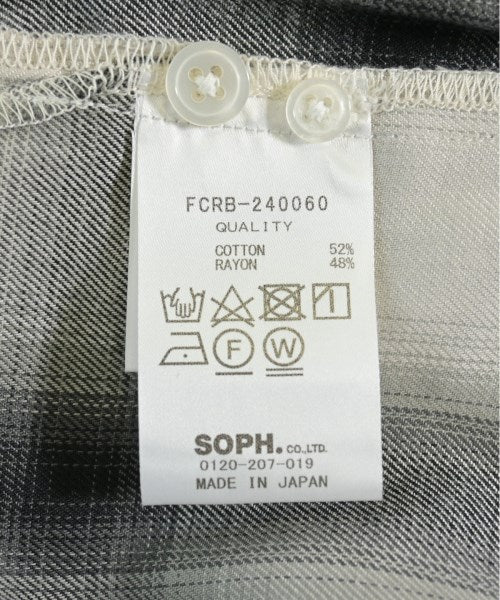 FCRB-240060
QUALITY
COTTON 52%
RAYON 48%
F W
SOPH. CO.,LTD.
0120-207-019
MADE IN JAPAN